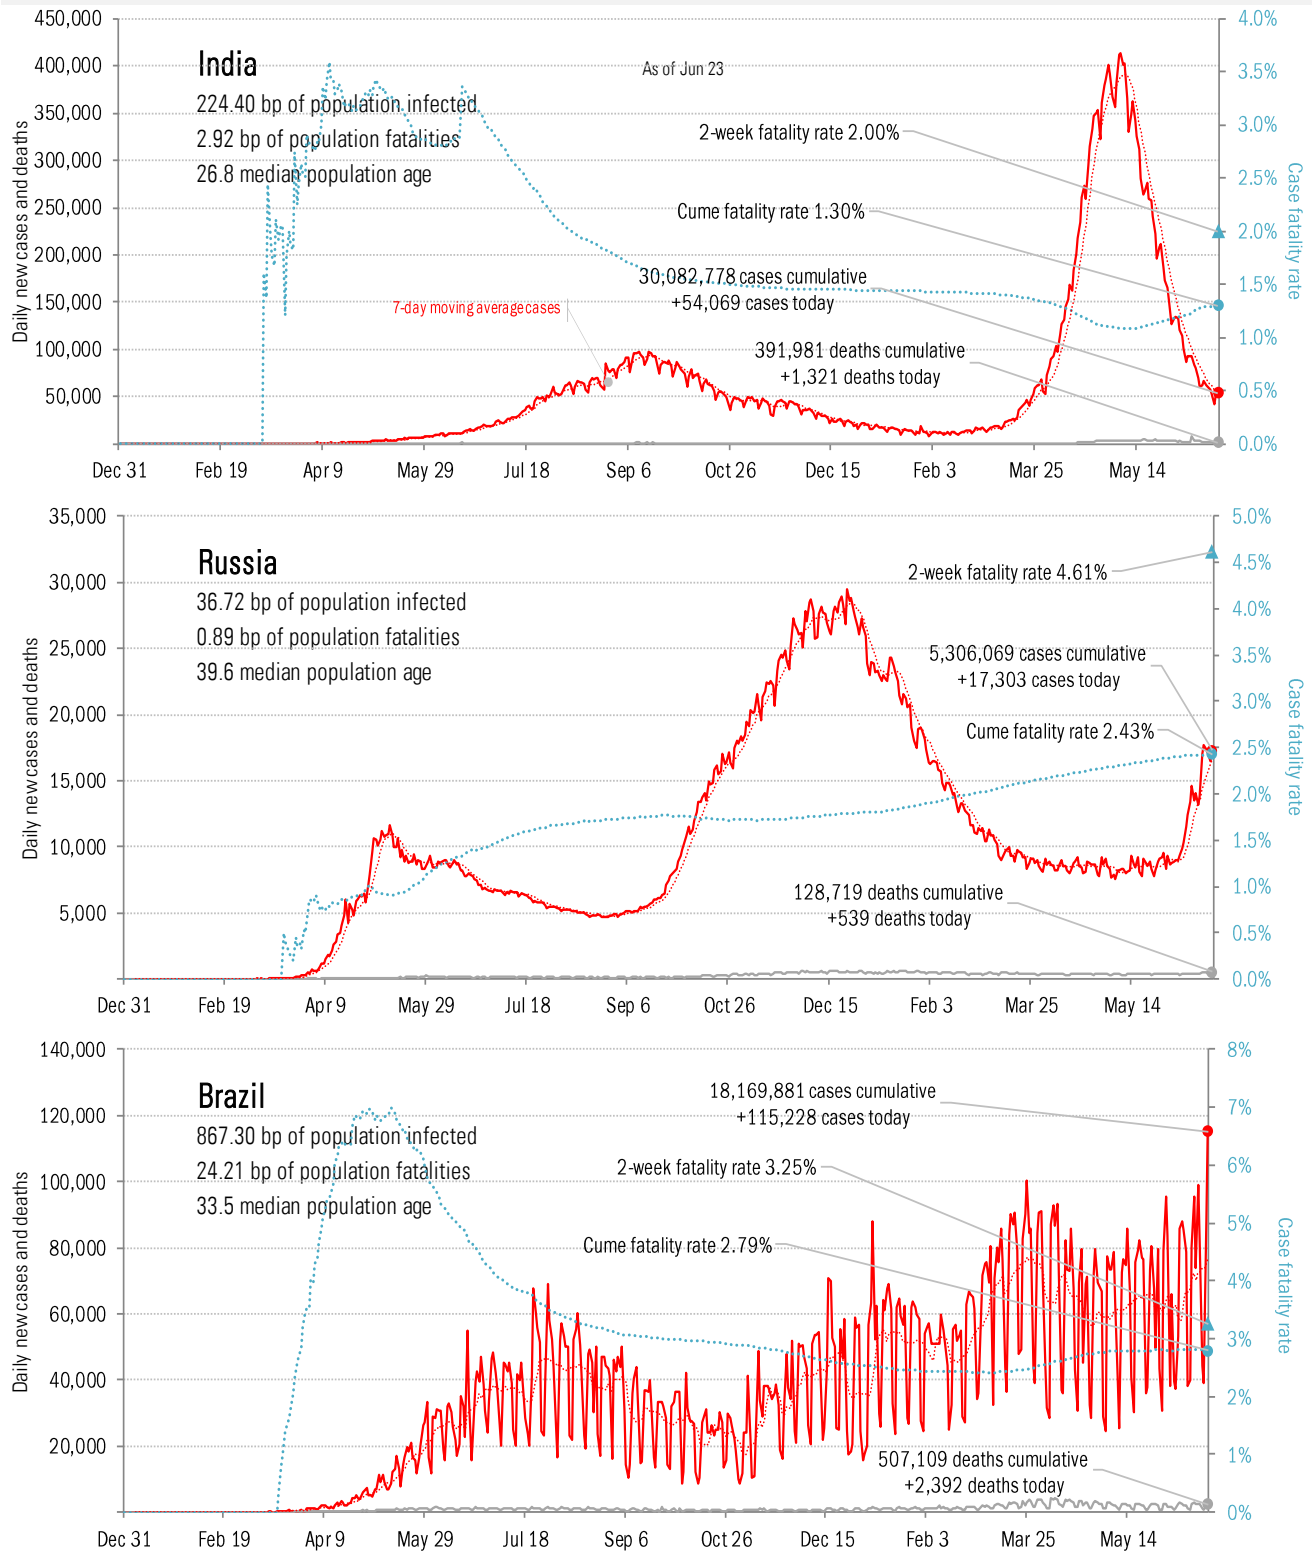 450,000
400,000
350,000
300,000
250,000
200,000
150,000
100,000
50,000
Daily new cases and deaths
4.0%
3.5%
3.0%
2.5%
2.0%
1.5%
1.0%
0.5%
0.0%
Case fatality rate
India
224.40 bp of population infected
2.92 bp of population fatalities
26.8 median population age
As of Jun 23
2-week fatality rate 2.00%
Cume fatality rate 1.30%
30,082,778 cases cumulative
+54,069 cases today
7-day moving average cases
391,981 deaths cumulative
+1,321 deaths today
Dec 31 Feb 19 Apr 9 May 29 Jul 18 Sep 6 Oct 26 Dec 15 Feb 3 Mar 25 May 14
35,000
30,000
25,000
20,000
15,000
10,000
5,000
Daily new cases and deaths
5.0%
4.5%
4.0%
3.5%
3.0%
2.5%
2.0%
1.5%
1.0%
0.5%
0.0%
Case fatality rate
Russia
36.72 bp of population infected
0.89 bp of population fatalities
39.6 median population age
2-week fatality rate 4.61%
5,306,069 cases cumulative
+17,303 cases today
Cume fatality rate 2.43%
128,719 deaths cumulative
+539 deaths today
Dec 31 Feb 19 Apr 9 May 29 Jul 18 Sep 6 Oct 26 Dec 15 Feb 3 Mar 25 May 14
140,000
120,000
100,000
80,000
60,000
40,000
20,000
Daily new cases and deaths
8%
7%
6%
5%
4%
3%
2%
1%
0%
Case fatality rate
Brazil
867.30 bp of population infected
24.21 bp of population fatalities
33.5 median population age
18,169,881 cases cumulative
+115,228 cases today
2-week fatality rate 3.25%
Cume fatality rate 2.79%
507,109 deaths cumulative
+2,392 deaths today
Dec 31 Feb 19 Apr 9 May 29 Jul 18 Sep 6 Oct 26 Dec 15 Feb 3 Mar 25 May 14